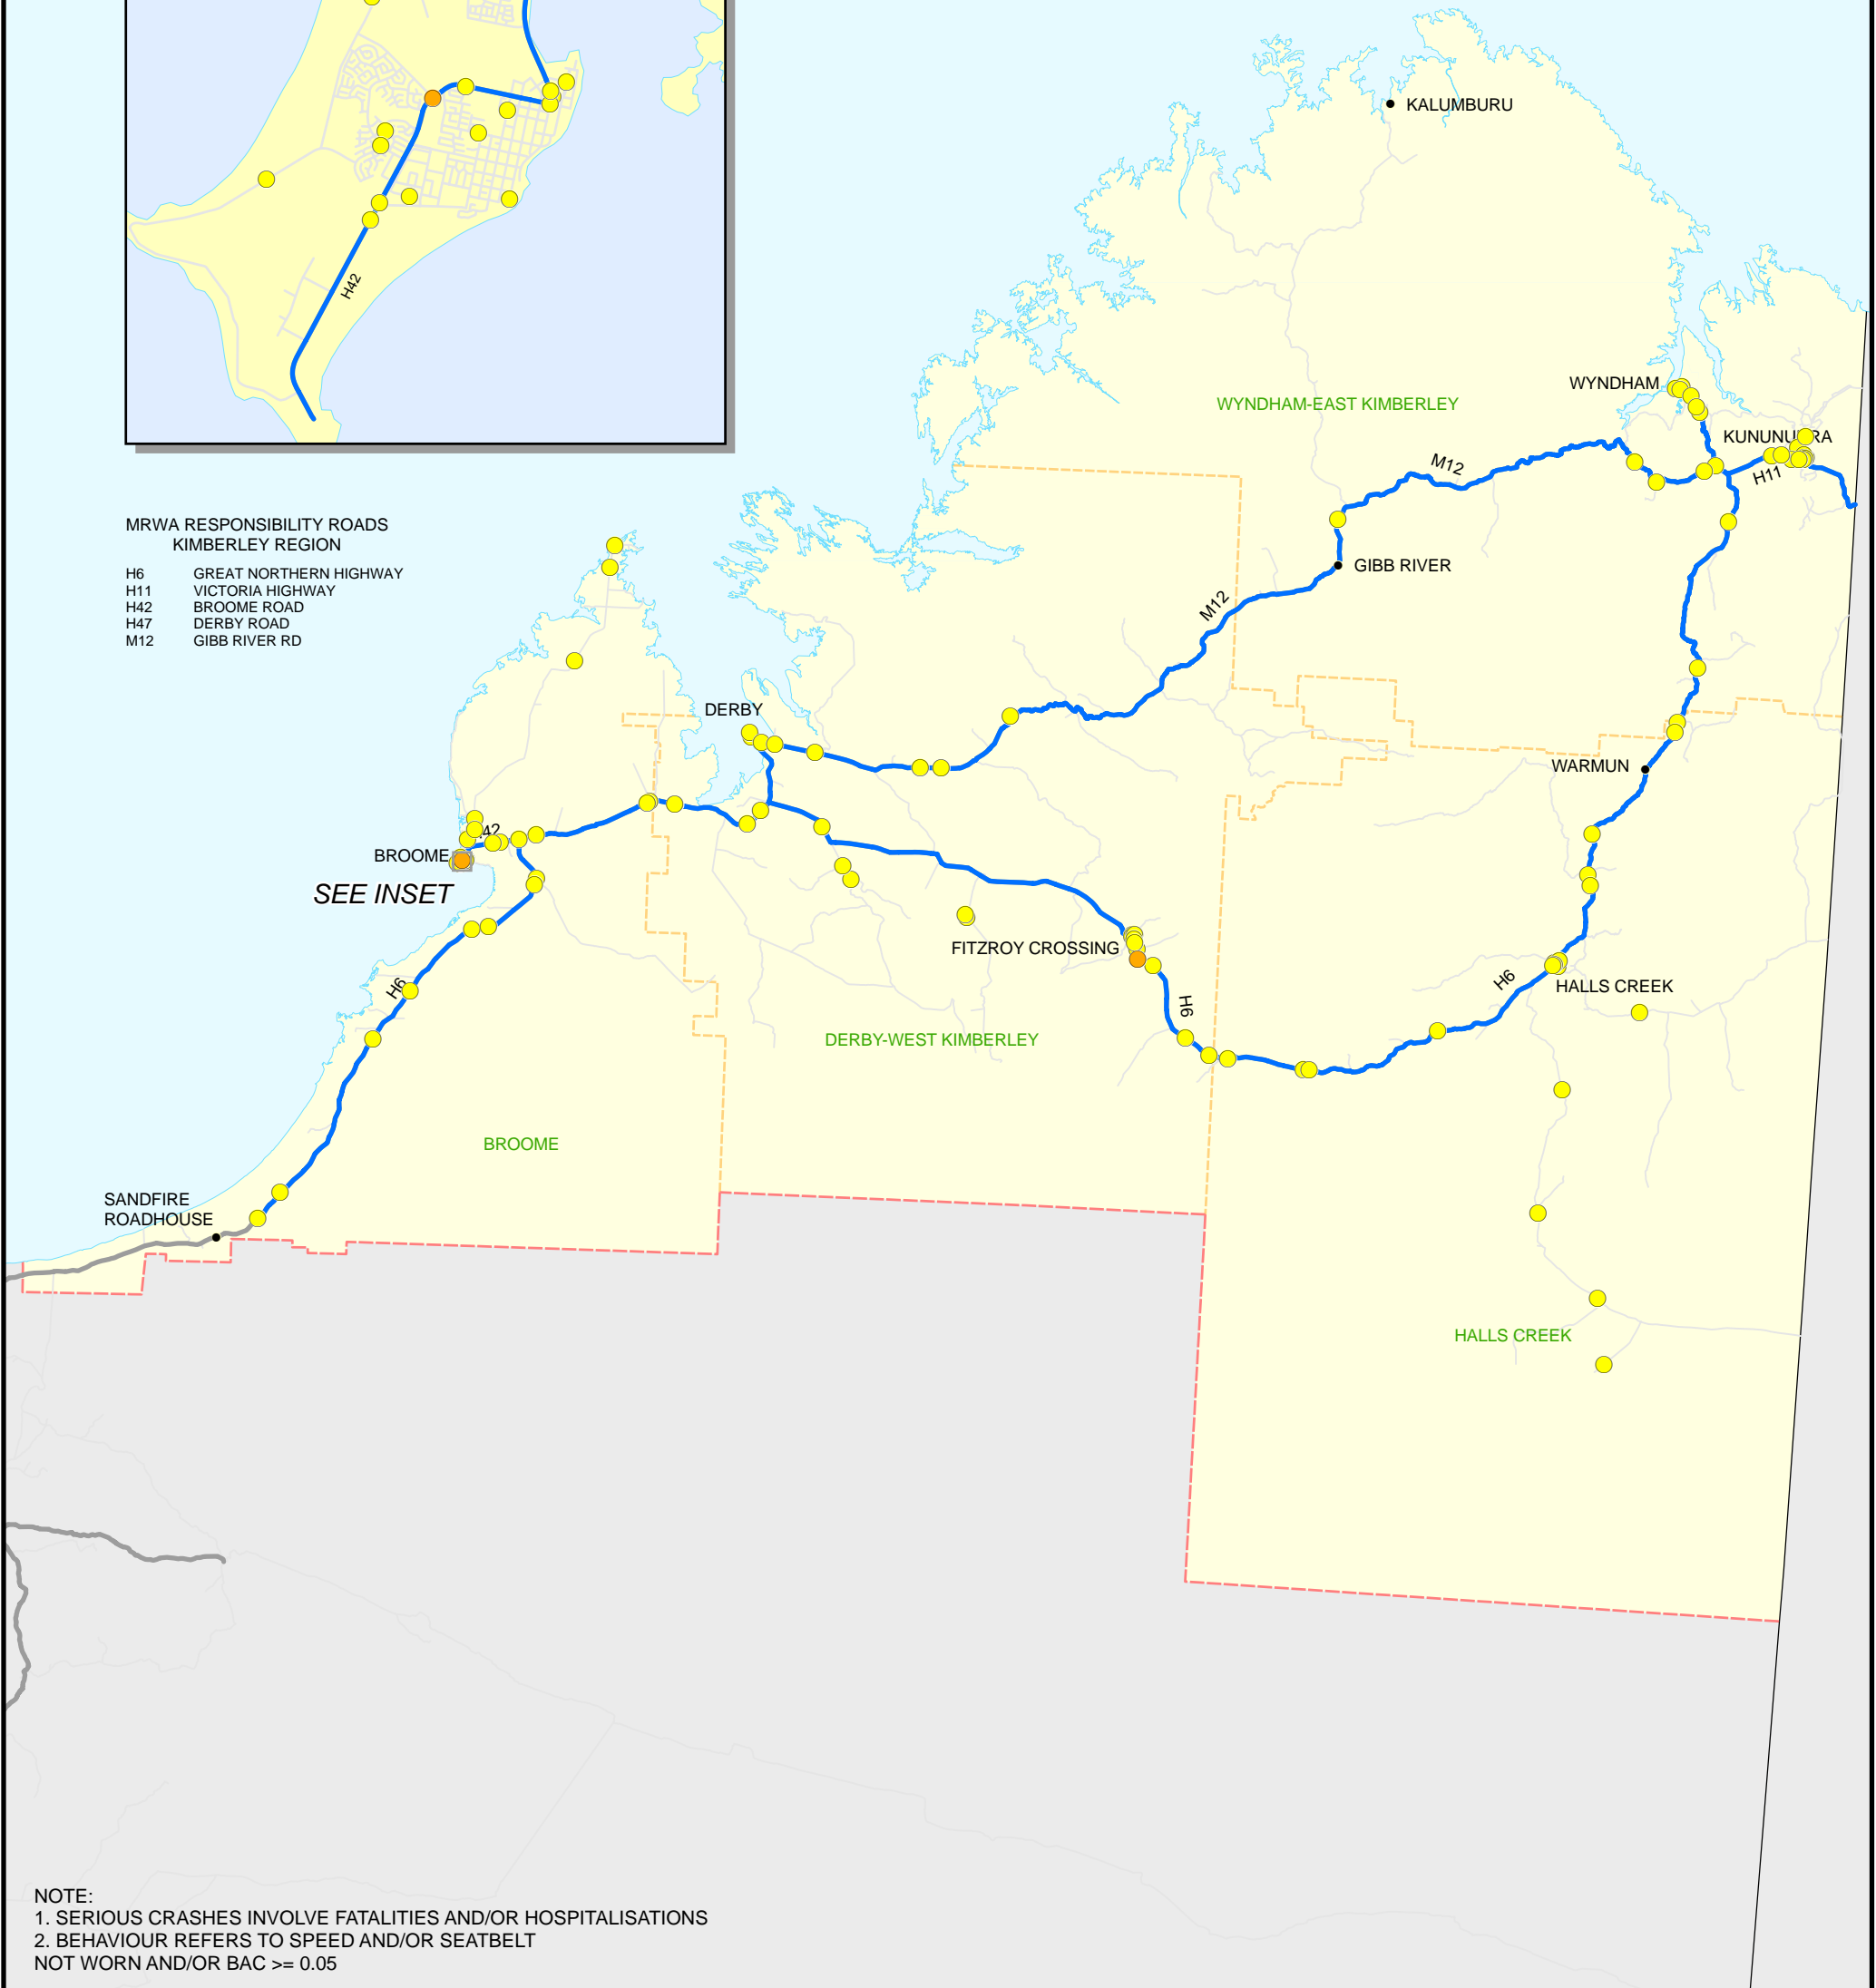 H42
KALUMBURU
WYNDHAM
WYNDHAM-EAST KIMBERLEY
M12
H11
MRWA RESPONSIBILITY ROADS
KIMBERLEY REGION
H6 GREAT NORTHERN HIGHWAY
H11 VICTORIA HIGHWAY
H42 BROOME ROAD
H47 DERBY ROAD
M12 GIBB RIVER RD
GIBB RIVER
M12
DERBY
WARMUN
BROOME
SEE INSET
FITZROY CROSSING
H6
H6
H6
HALLS CREEK
DERBY-WEST KIMBERLEY
BROOME
SANDFIRE
ROADHOUSE
HALLS CREEK
NOTE:
1. SERIOUS CRASHES INVOLVE FATALITIES AND/OR HOSPITALISATIONS
2. BEHAVIOUR REFERS TO SPEED AND/OR SEATBELT
NOT WORN AND/OR BAC >= 0.05